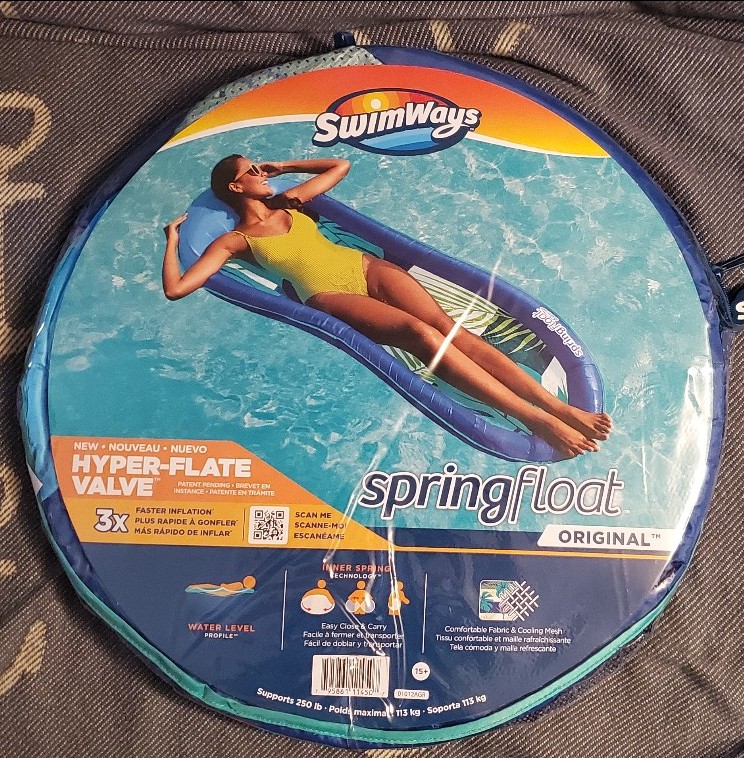 SwimWays
springfloat
NEW • NOUVEAU • NUEVO
HYPER-FLATE
VALVE™
PATENT PENDING • BREVET EN
INSTANCE • PATENTE EN TRÁMITE
3x
FASTER INFLATION
PLUS RAPIDE À GONFLER
MÁS RÁPIDO DE INFLAR
SCAN ME
SCANNE-MOI
ESCANÉAME
springfloat
ORIGINAL™
WATER LEVEL
PROFILE™
INNER SPRING
TECHNOLOGY™
Easy Close & Carry
Facile à fermer et transporter
Fácil de doblar y transportar
Comfortable Fabric & Cooling Mesh
Tissu confortable et maille rafraîchissante
Tela cómoda y malla refrescante
15+
Supports 250 lb • Poids maximal 113 kg • Soporta 113 kg